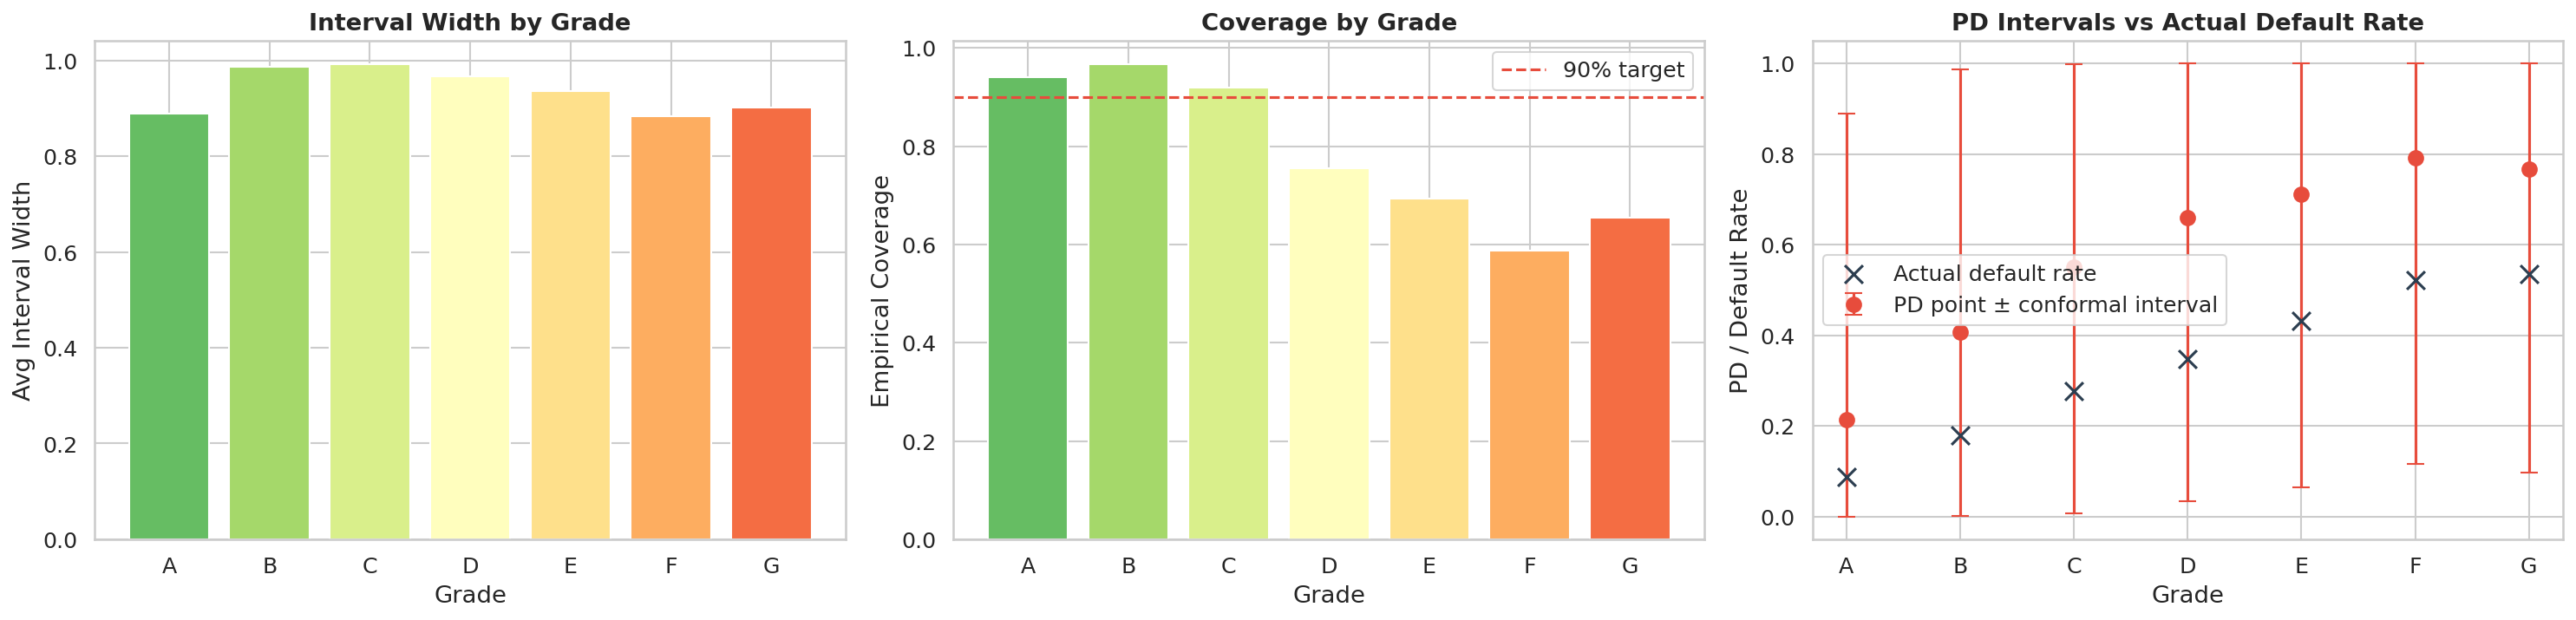 Interval Width by Grade
Avg Interval Width
1.0
0.8
0.6
0.4
0.2
0.0
A B C D E F G
Grade
Coverage by Grade
Empirical Coverage
1.0
0.8
0.6
0.4
0.2
0.0
90% target
A B C D E F G
Grade
PD Intervals vs Actual Default Rate
PD / Default Rate
1.0
0.8
0.6
0.4
0.2
0.0
Actual default rate
PD point ± conformal interval
A B C D E F G
Grade